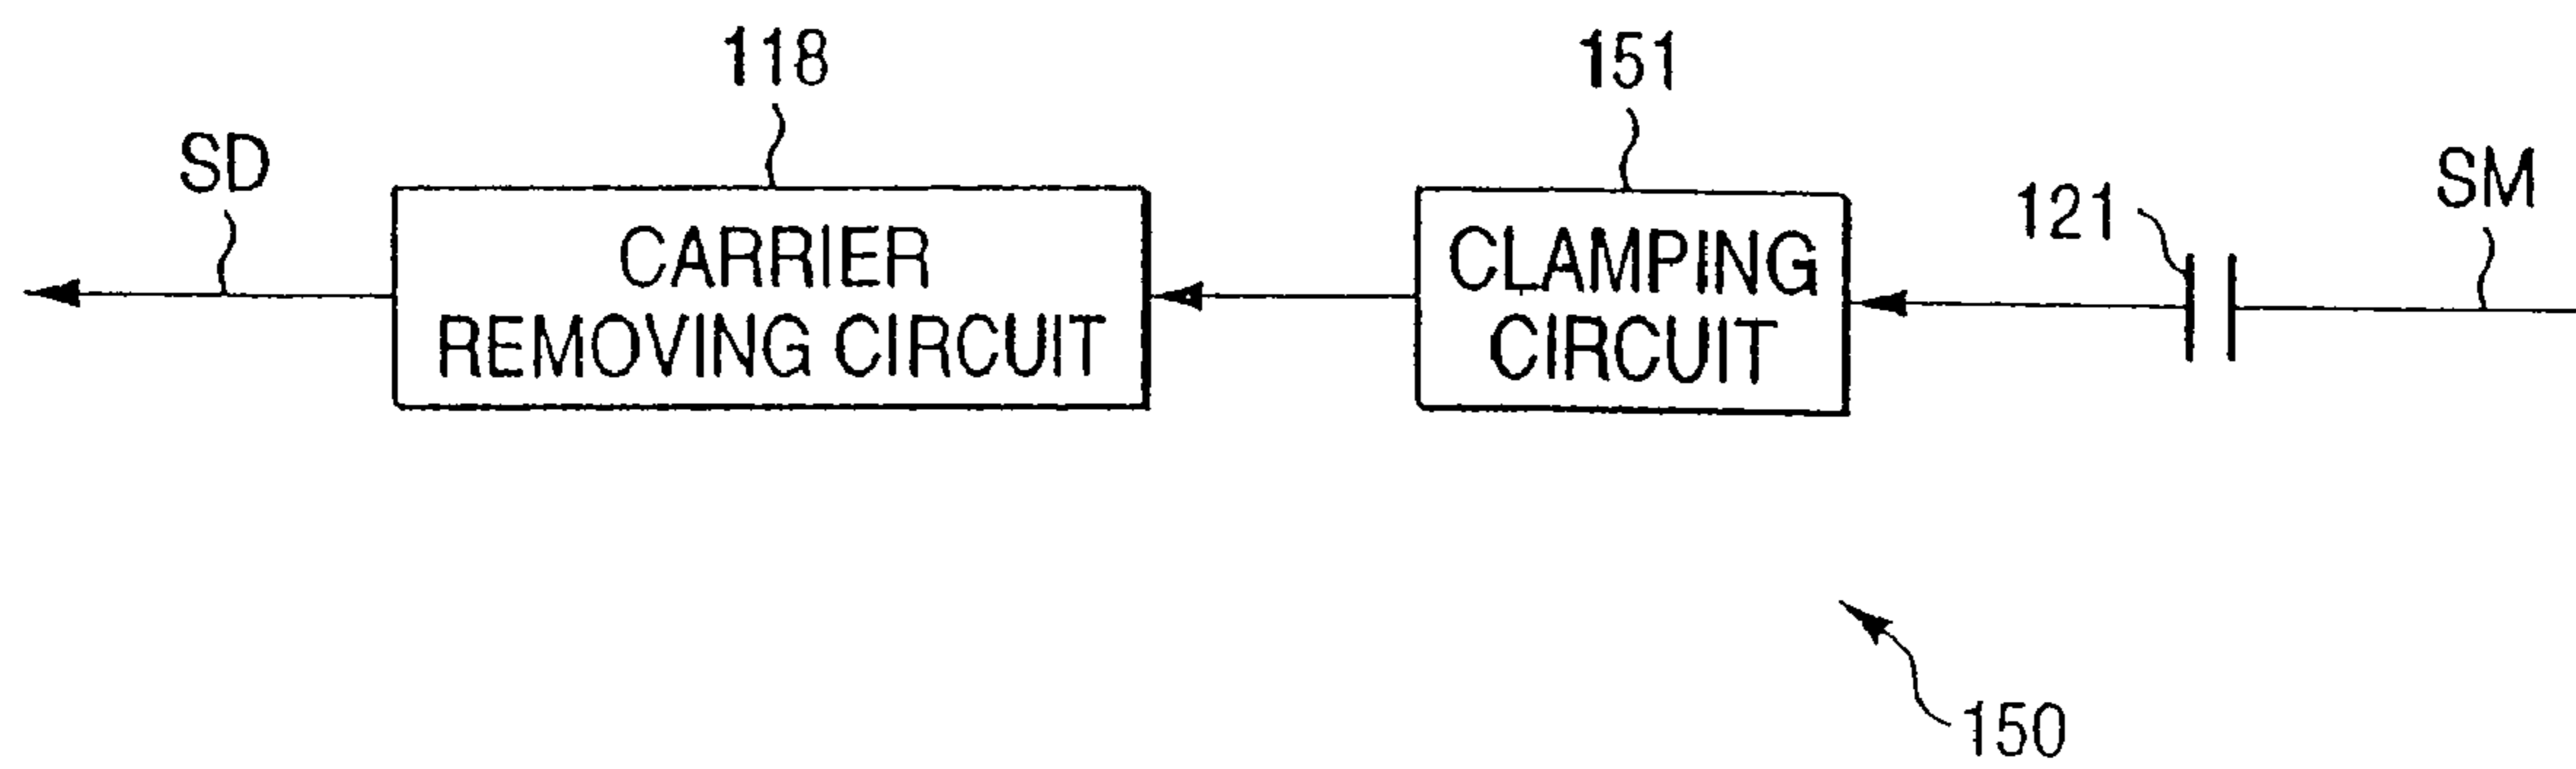 118
151
SD
SM
121
CARRIER
REMOVING CIRCUIT
CLAMPING
CIRCUIT
150